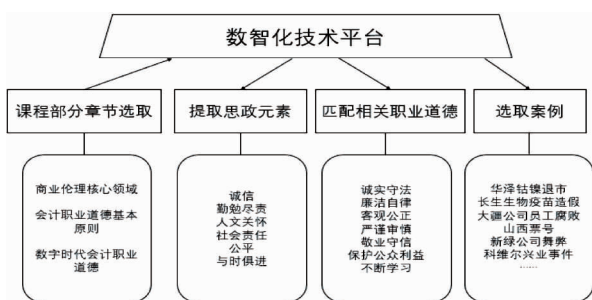 数智化技术平台
课程部分章节选取
提取思政元素
匹配相关职业道德
选取案例
商业伦理核心领域
会计职业道德基本
原则
数字时代会计职业
道德
诚信
勤勉尽责
人文关怀
社会责任
公平
与时俱进
诚实守法
廉洁自律
客观公正
严谨审慎
敬业守信
保护公众利益
不断学习
华泽钴镍退市
长生生物疫苗造假
大疆公司员工腐败
山西票号
新绿公司舞弊
科维尔兴业事件
……